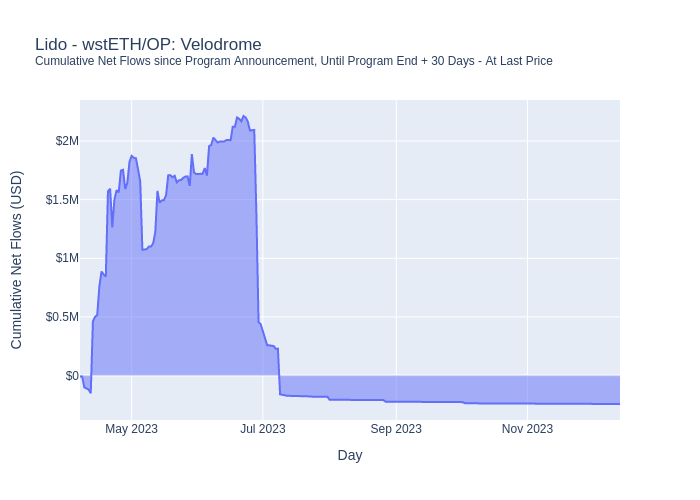 Lido - wstETH/OP: Velodrome
Cumulative Net Flows since Program Announcement, Until Program End + 30 Days - At Last Price
Cumulative Net Flows (USD)
$2M
$1.5M
$1M
$0.5M
$0
May 2023
Jul 2023
Sep 2023
Nov 2023
Day